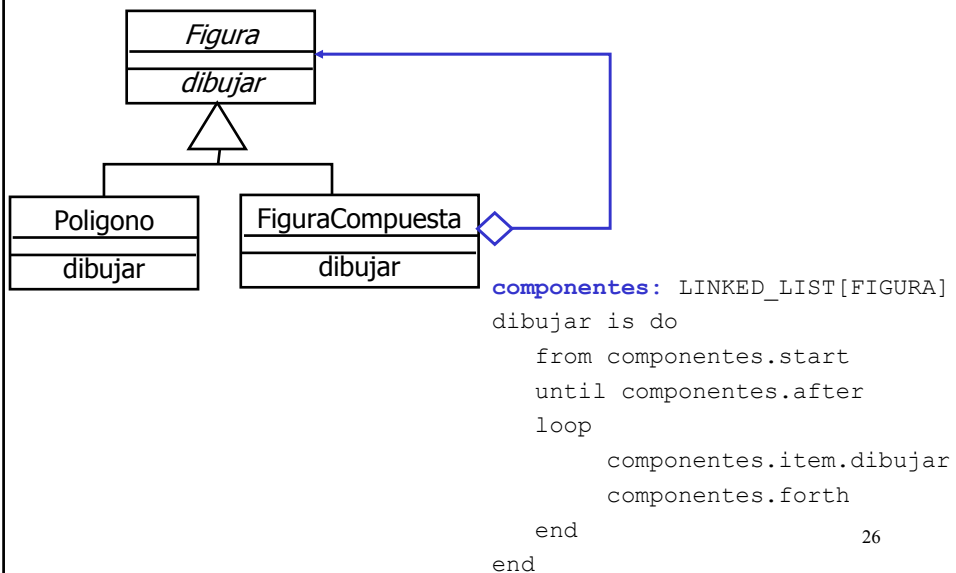 Figura
dibujar
Poligono
dibujar
FiguraCompuesta
dibujar
componentes: LINKED_LIST[FIGURA]
dibujar is do
from componentes.start
until componentes.after
loop
componentes.item.dibujar
componentes.forth
end
end
26